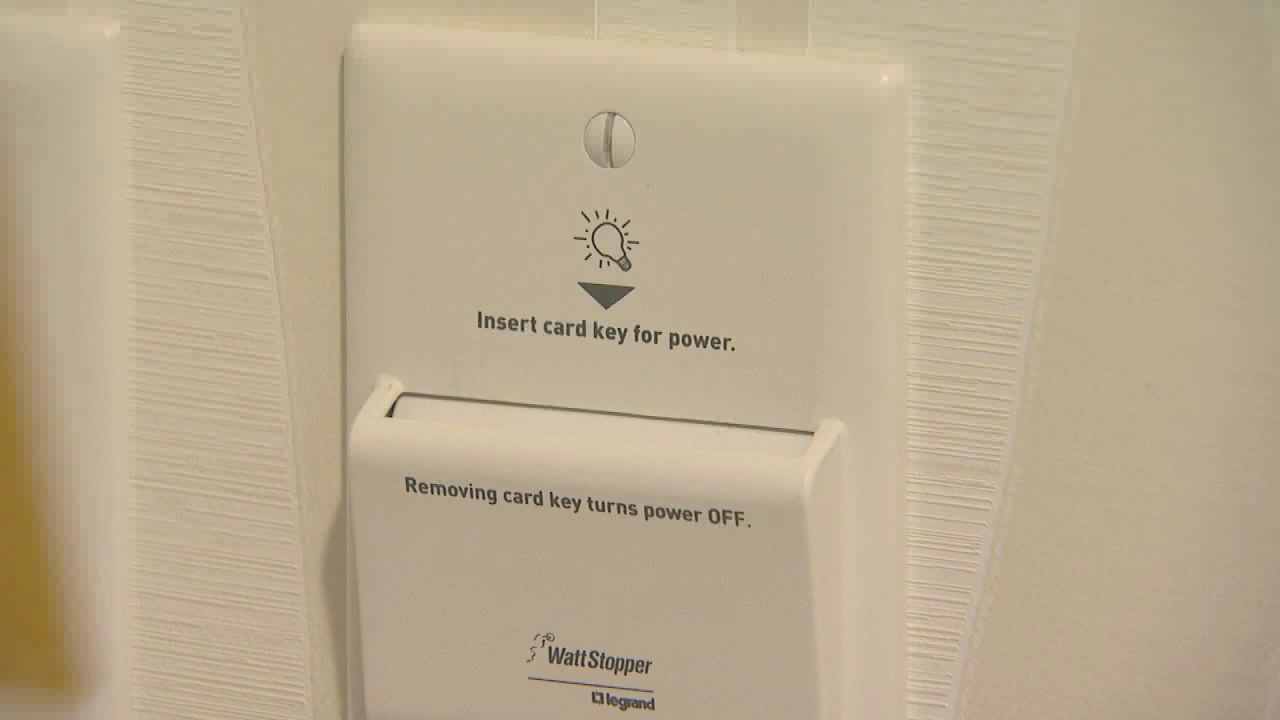 Insert card key for power.
Removing card key turns power OFF.
WattStopper
legrand